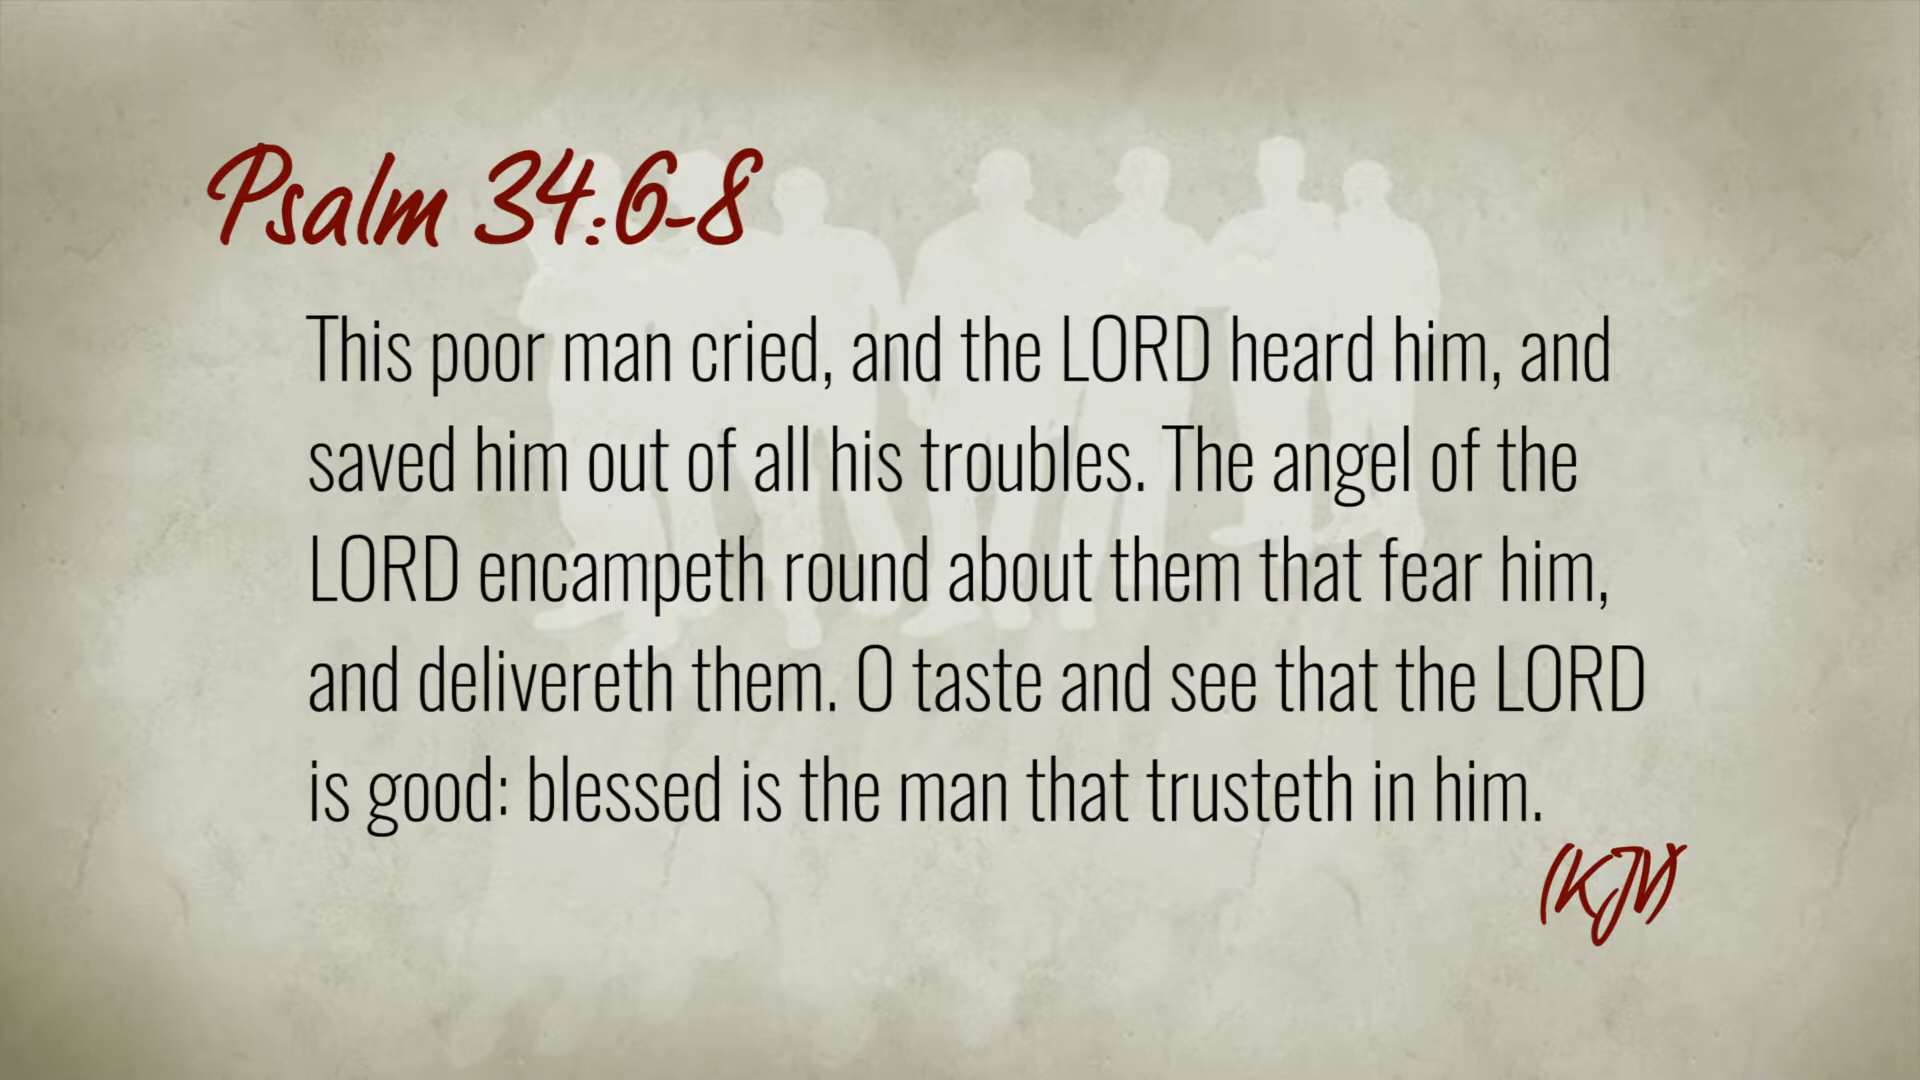 Psalm 34:6-8
This poor man cried, and the LORD heard him, and
saved him out of all his troubles. The angel of the
LORD encampeth round about them that fear him,
and delivereth them. O taste and see that the LORD
is good: blessed is the man that trusteth in him.
(KJV)